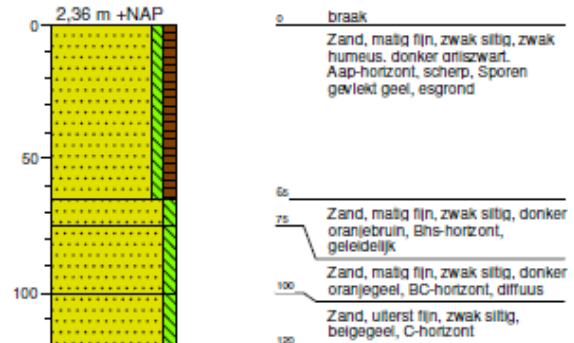 2,36 m +NAP
0
50
100
0
braak
Zand, matig fijn, zwak siltig, zwak
humeus, donker grijszwart,
Aap-horizont, scherp, Sporen
gevlekt geel, esgrond
65
75
Zand, matig fijn, zwak siltig, donker
oranjebruin, Bhs-horizont,
geleidelijk
100
Zand, matig fijn, zwak siltig, donker
oranjegeel, BC-horizont, diffuus
Zand, uiterst fijn, zwak siltig,
beigegeel, C-horizont
120